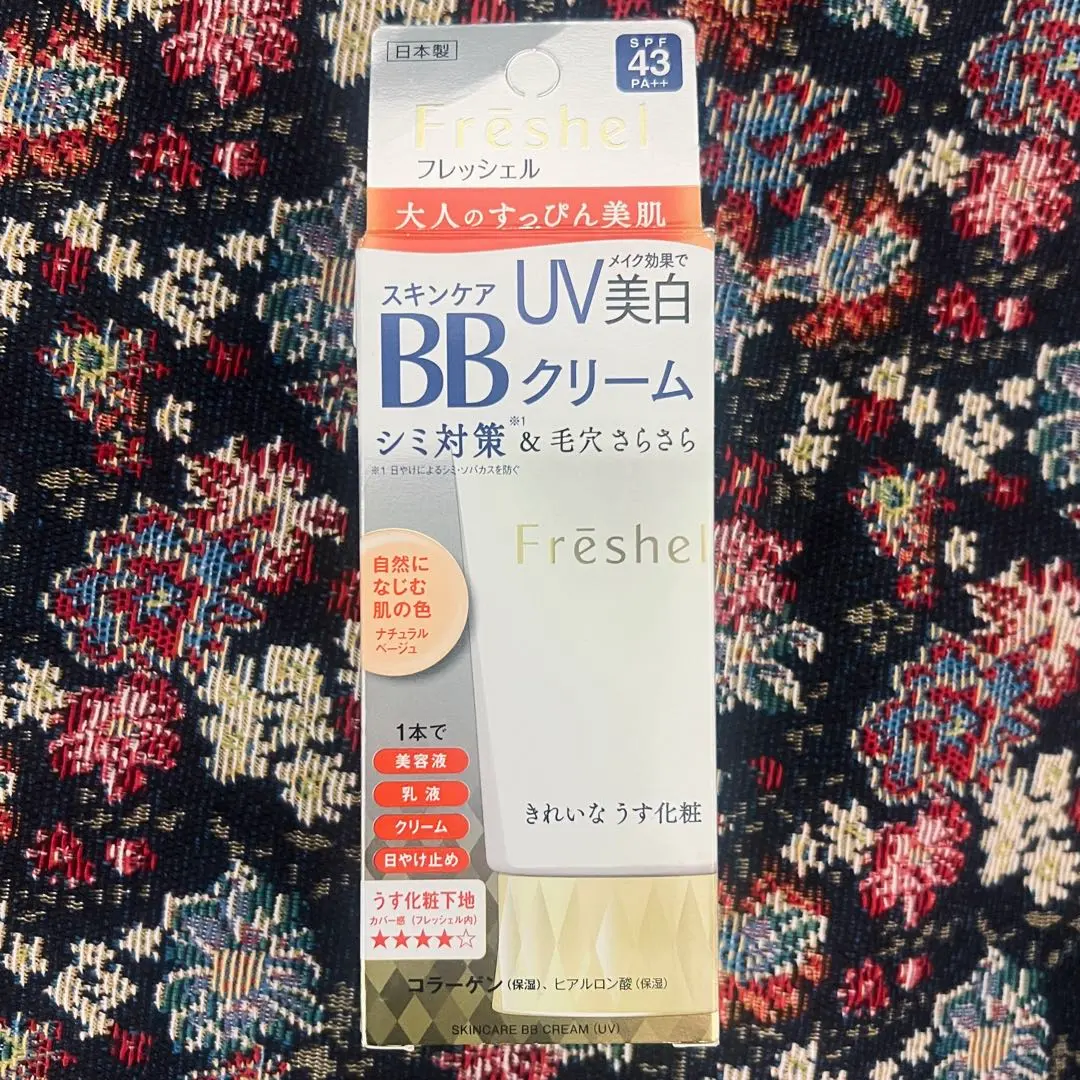 日本製
SPF
43
PA++
Frēshel
フレッシェル
大人のすっぴん美肌
メイク効果で
UV美白
スキンケア
BBクリーム
シミ対策※1 & 毛穴 さらさら
※1 日やけによるシミ・ソバカスを防ぐ
Frēshel
自然に
なじむ
肌の色
ナチュラル
ベージュ
1本で
美容液
乳液
クリーム
日やけ止め
きれいな うす化粧
うす化粧下地
カバー感 (フレッシェル内)
★★★★☆
コラーゲン (保湿)、ヒアルロン酸 (保湿)
SKINCARE BB CREAM (UV)